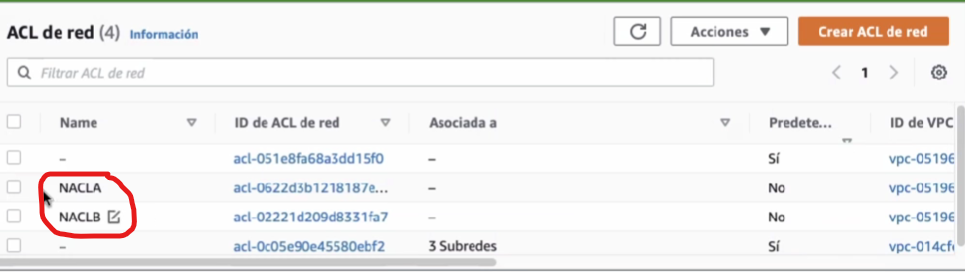 ACL de red (4) Información Acciones Crear ACL de red
Filtrar ACL de red 1
Name ID de ACL de red Asociada a Predete... ID de VPC
– acl-051e8fa68a3dd15f0 – Sí vpc-05196
NACLA acl-0622d3b1218187e... – No vpc-05196
NACLB acl-02221d209d8331fa7 – No vpc-05196
– acl-0c05e90e45580ebf2 3 Subredes Sí vpc-014cf